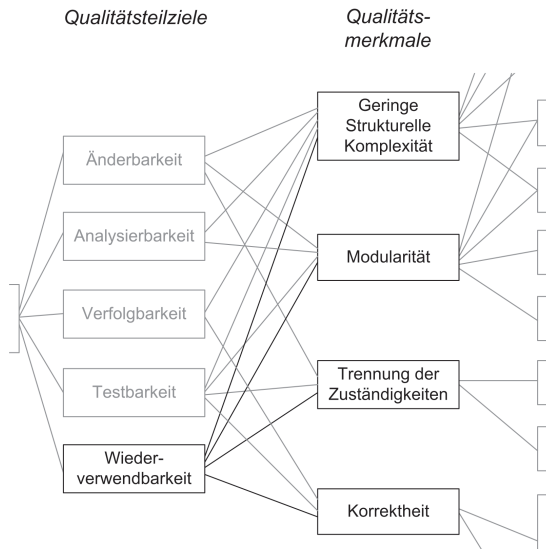 Qualitätsteilziele
Qualitäts-
merkmale
Änderbarkeit
Analysierbarkeit
Verfolgbarkeit
Testbarkeit
Wieder-
verwendbarkeit
Geringe
Strukturelle
Komplexität
Modularität
Trennung der
Zuständigkeiten
Korrektheit